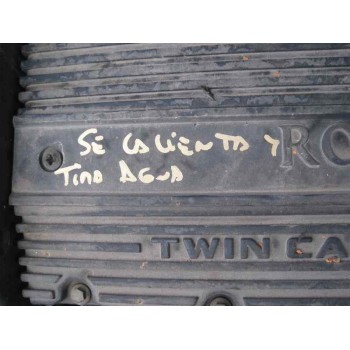 SE CALIENTA Y RO
TIRA AGUA
TWIN CA